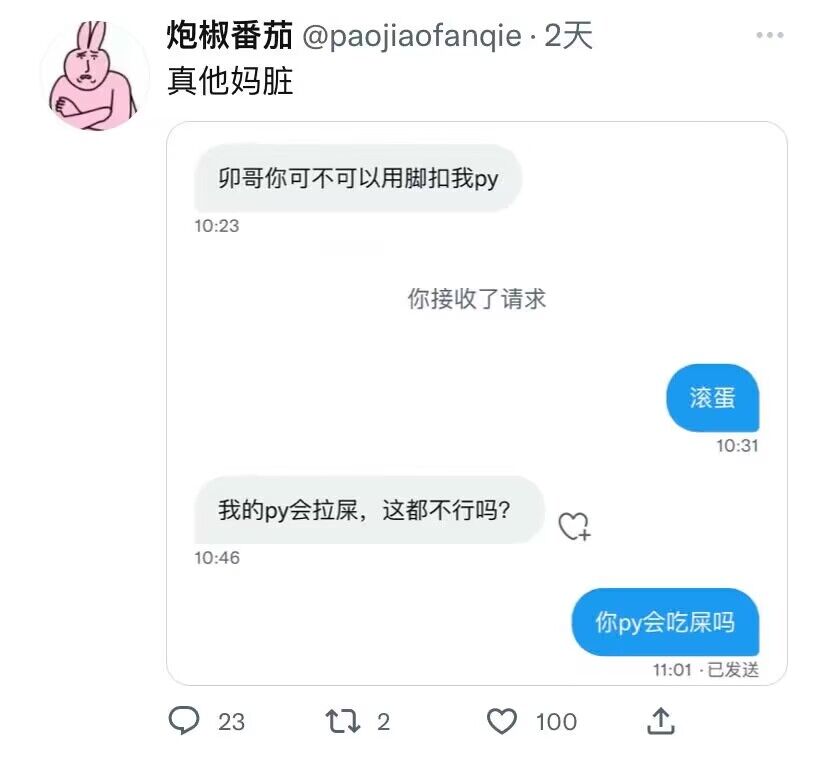 炮椒番茄 @paojiaofanqie · 2天
真他妈脏
卯哥你可不可以用脚扣我py
10:23
你接收了请求
滚蛋
10:31
我的py会拉屎，这都不行吗?
10:46
你py会吃屎吗
11:01 · 已发送
23 2 100